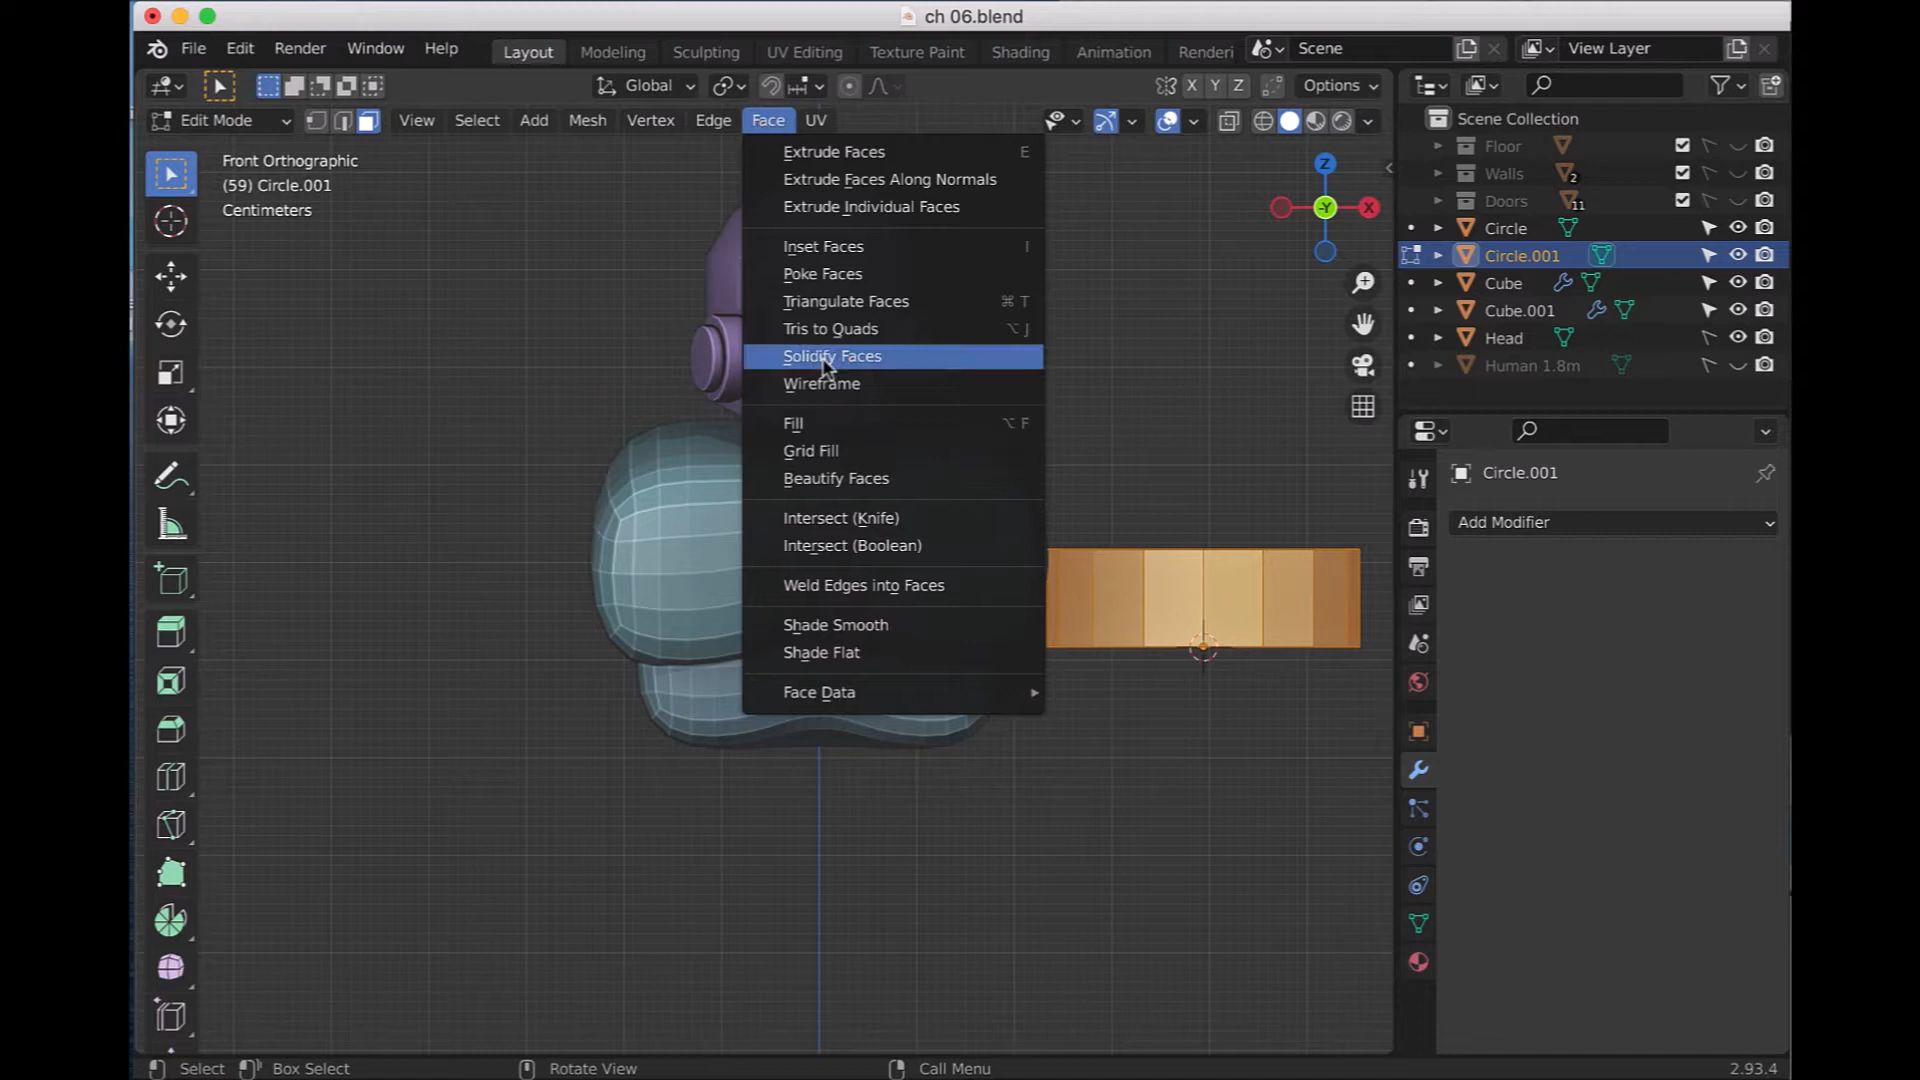 ch 06.blend
File Edit Render Window Help Layout Modeling Sculpting UV Editing Texture Paint Shading Animation Renderi Scene View Layer
Global X Y Z Options
Edit Mode View Select Add Mesh Vertex Edge Face UV
Front Orthographic
(59) Circle.001
Centimeters
Extrude Faces E
Extrude Faces Along Normals
Extrude Individual Faces
Inset Faces I
Poke Faces
Triangulate Faces ⌘ T
Tris to Quads ⌥ J
Solidify Faces
Wireframe
Fill ⌥ F
Grid Fill
Beautify Faces
Intersect (Knife)
Intersect (Boolean)
Weld Edges into Faces
Shade Smooth
Shade Flat
Face Data
Z
-Y X
Scene Collection
Floor
Walls 2
Doors 11
Circle
Circle.001
Cube
Cube.001
Head
Human 1.8m
Circle.001
Add Modifier
Select Box Select Rotate View Call Menu 2.93.4